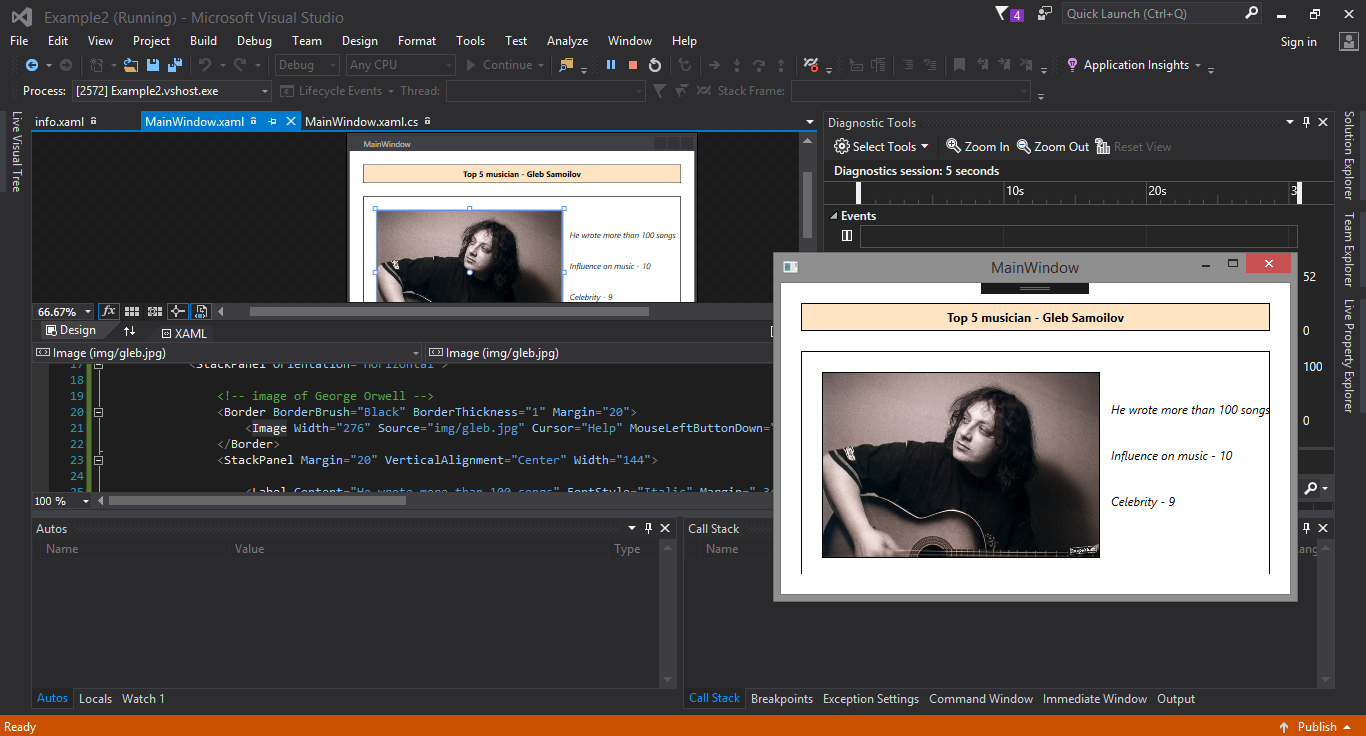 Example2 (Running) - Microsoft Visual Studio
4
Quick Launch (Ctrl+Q)
File Edit View Project Build Debug Team Design Format Tools Test Analyze Window Help
Sign in
Debug Any CPU Continue Application Insights
Process: [2572] Example2.vshost.exe Lifecycle Events Thread: Stack Frame:
Live Visual Tree
info.xaml MainWindow.xaml MainWindow.xaml.cs
MainWindow
Top 5 musician - Gleb Samoilov
He wrote more than 100 songs
Influence on music - 10
Celebrity - 9
66.67%
Design XAML
Image (img/gleb.jpg) Image (img/gleb.jpg)
17 <StackPanel Orientation="Horizontal">
18
19 <!-- image of George Orwell -->
20 <Border BorderBrush="Black" BorderThickness="1" Margin="20">
21 <Image Width="276" Source="img/gleb.jpg" Cursor="Help" MouseLeftButtonDown="
22 </Border>
23 <StackPanel Margin="20" VerticalAlignment="Center" Width="144">
24
25 <Label Content="He wrote more than 100 songs" FontStyle="Italic" Margin="
100 %
Diagnostic Tools
Select Tools Zoom In Zoom Out Reset View
Diagnostics session: 5 seconds
10s 20s 3
Events
52
0
100
0
Solution Explorer
Team Explorer
Live Property Explorer
MainWindow
Top 5 musician - Gleb Samoilov
He wrote more than 100 songs
Influence on music - 10
Celebrity - 9
Autos
Name Value Type
Call Stack
Name ang
Autos Locals Watch 1
Call Stack Breakpoints Exception Settings Command Window Immediate Window Output
Ready
Publish